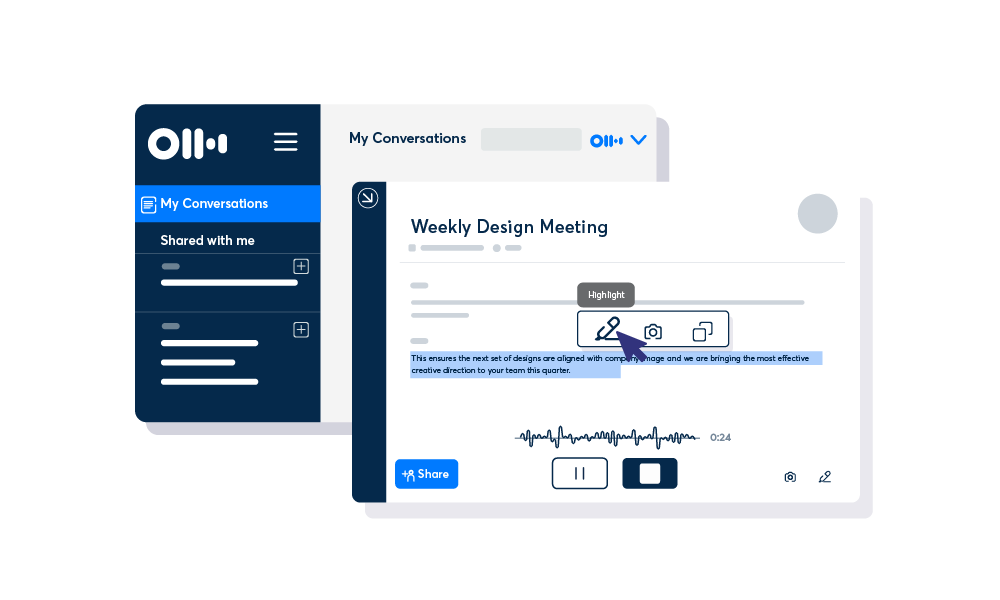 My Conversations
My Conversations
Shared with me
Weekly Design Meeting
Highlight
This ensures the next set of designs are aligned with company image and we are bringing the most effective
creative direction to your team this quarter.
0:24
Share